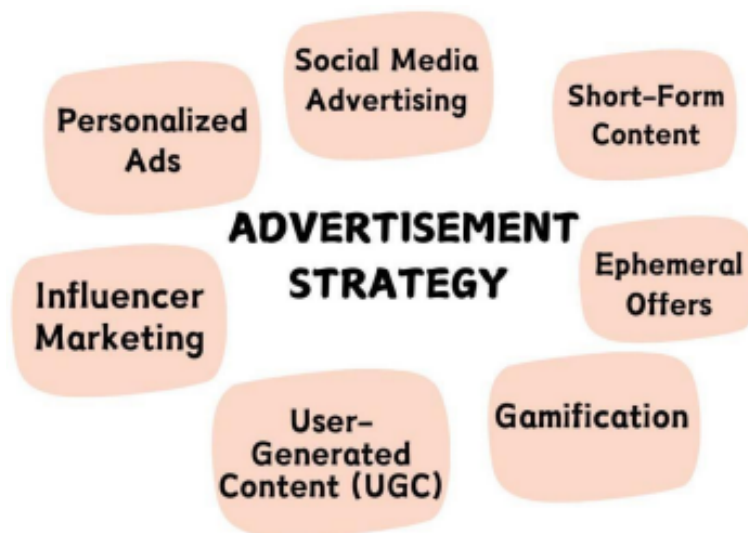 Social Media
Advertising
Short-Form
Content
Personalized
Ads
ADVERTISEMENT
STRATEGY
Ephemeral
Offers
Influencer
Marketing
Gamification
User-
Generated
Content (UGC)